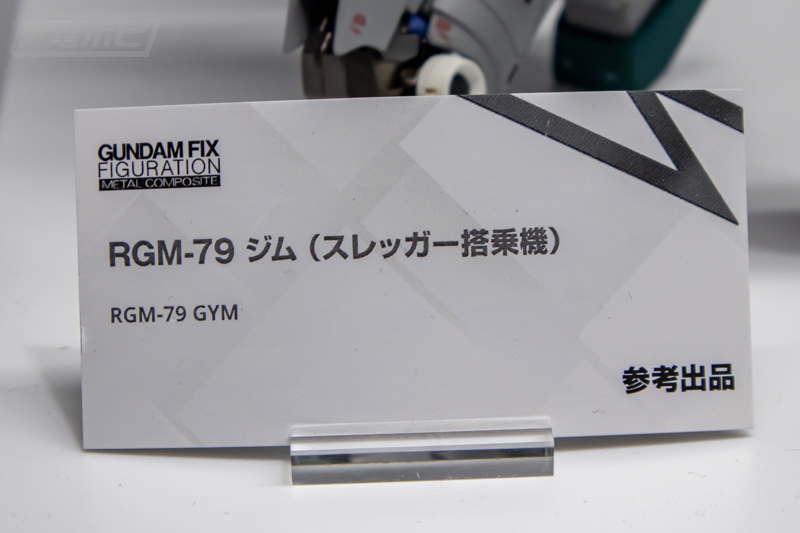 GUNDAM FIX
FIGURATION
METAL COMPOSITE
RGM-79 ジム（スレッガー搭乗機）
RGM-79 GYM
参考出品